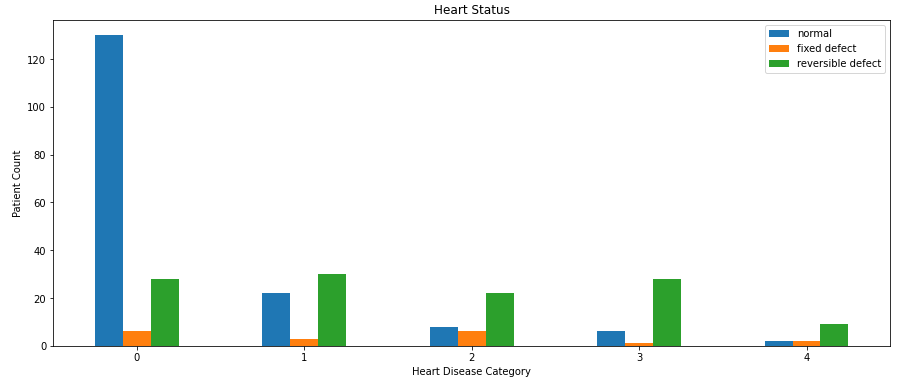 Heart Status
normal
fixed defect
reversible defect
Patient Count
120
100
80
60
40
20
0
0 1 2 3 4
Heart Disease Category